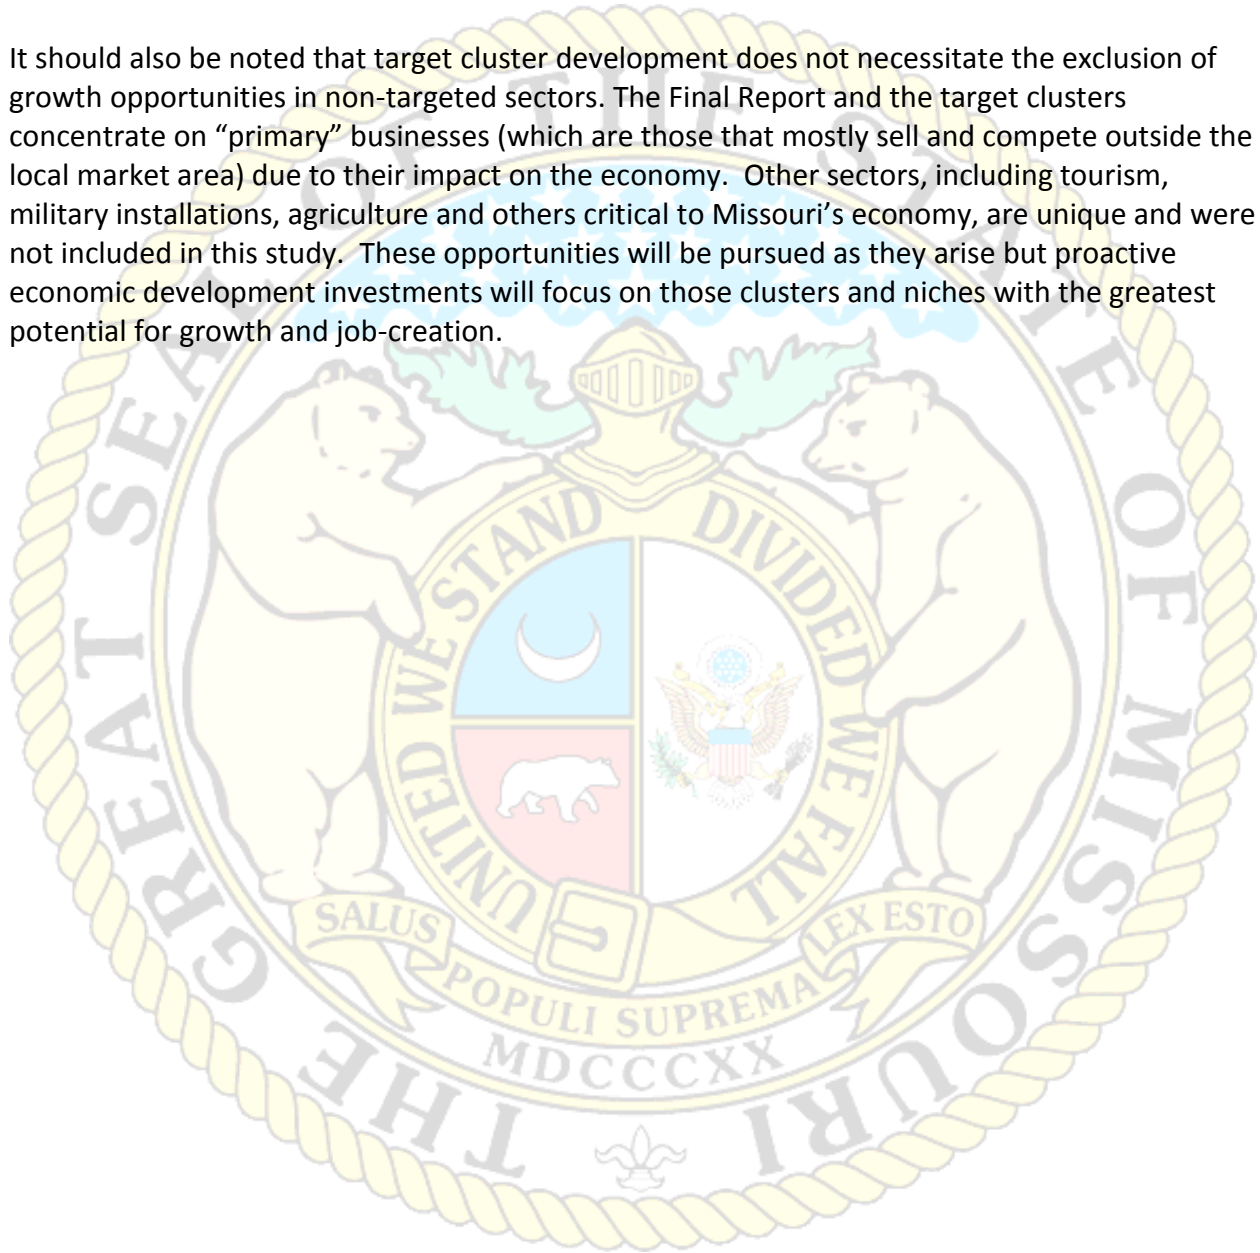 It should also be noted that target cluster development does not necessitate the exclusion of
growth opportunities in non-targeted sectors. The Final Report and the target clusters
concentrate on “primary” businesses (which are those that mostly sell and compete outside the
local market area) due to their impact on the economy.  Other sectors, including tourism,
military installations, agriculture and others critical to Missouri’s economy, are unique and were
not included in this study.  These opportunities will be pursued as they arise but proactive
economic development investments will focus on those clusters and niches with the greatest
potential for growth and job-creation.
THE GREAT SEAL OF THE STATE OF MISSOURI
UNITED WE STAND DIVIDED WE FALL
SALUS POPULI SUPREMA LEX ESTO
MDCCCXX